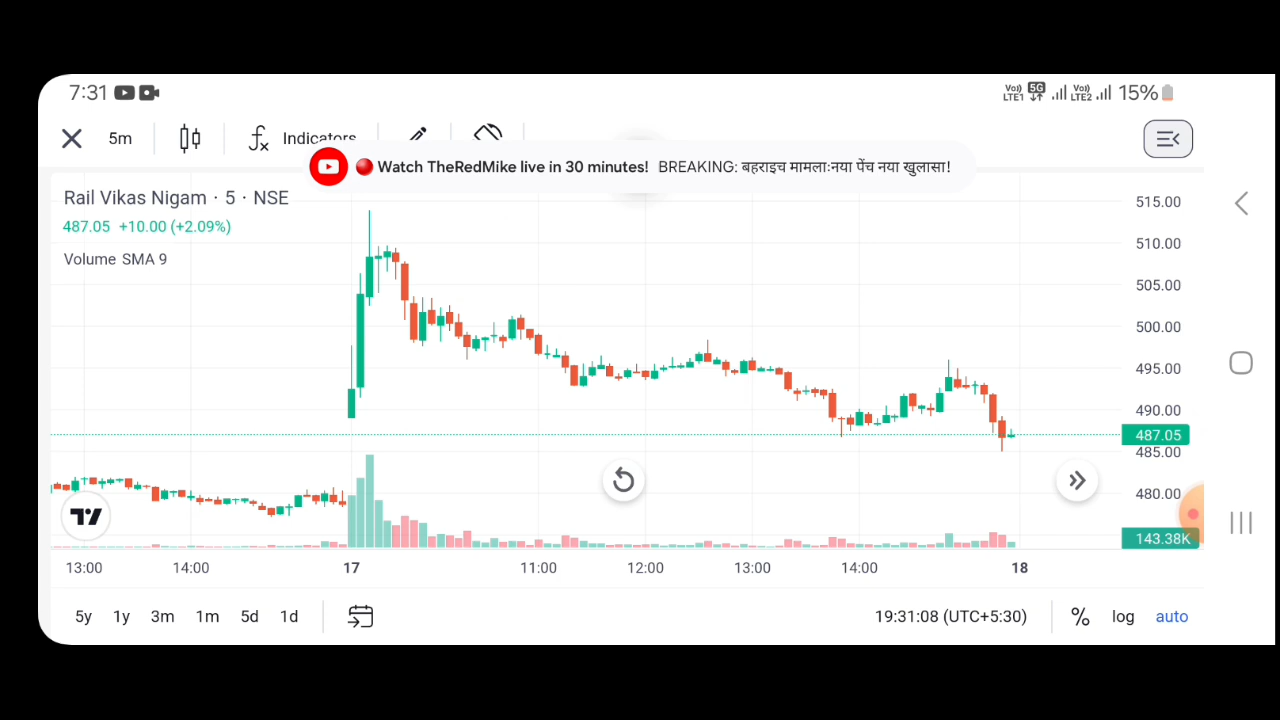 7:31
Vo) LTE1 5G Vo) LTE2 15%
5m
Indicators
Watch TheRedMike live in 30 minutes! BREAKING: बहराइच मामलाःनया पेंच नया खुलासा!
Rail Vikas Nigam · 5 · NSE
487.05 +10.00 (+2.09%)
Volume SMA 9
515.00
510.00
505.00
500.00
495.00
490.00
487.05
485.00
480.00
143.38K
13:00 14:00 17 11:00 12:00 13:00 14:00 18
5y 1y 3m 1m 5d 1d
19:31:08 (UTC+5:30)
% log auto